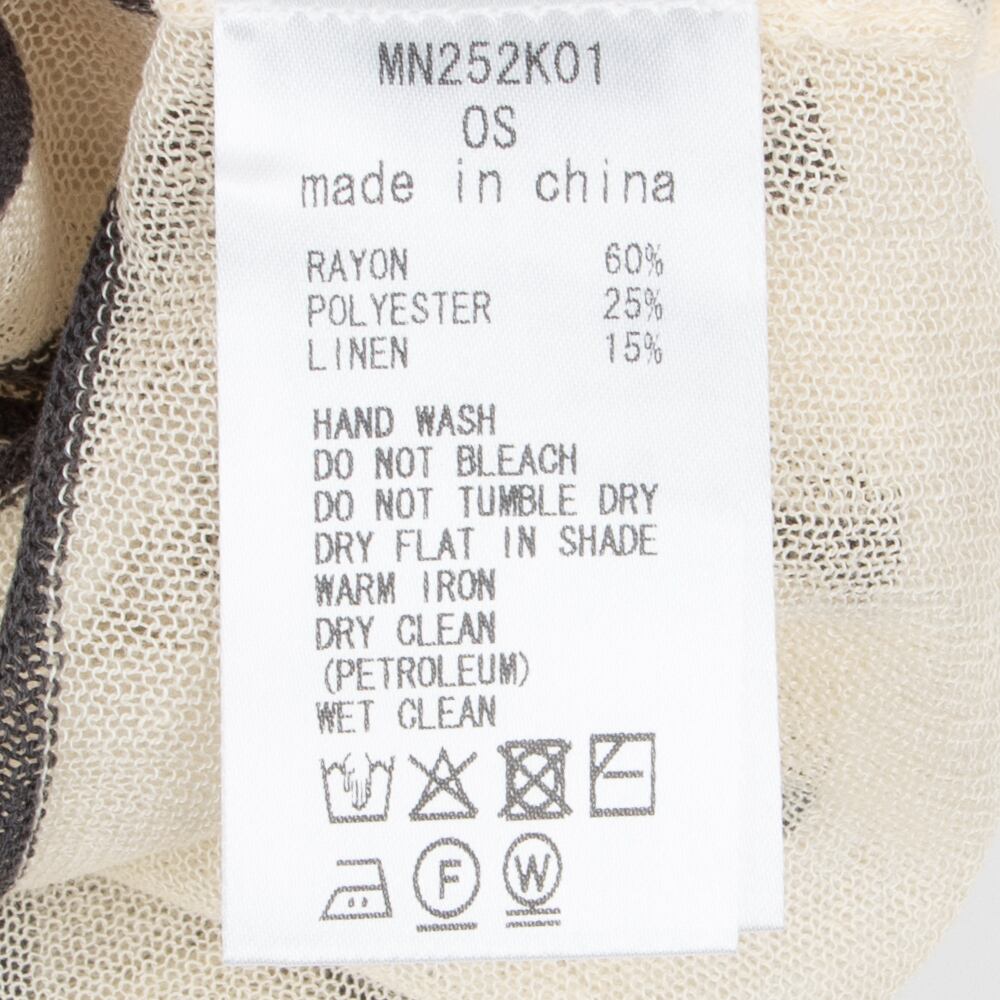 MN252K01
OS
made in china
RAYON 60%
POLYESTER 25%
LINEN 15%
HAND WASH
DO NOT BLEACH
DO NOT TUMBLE DRY
DRY FLAT IN SHADE
WARM IRON
DRY CLEAN
(PETROLEUM)
WET CLEAN
F W